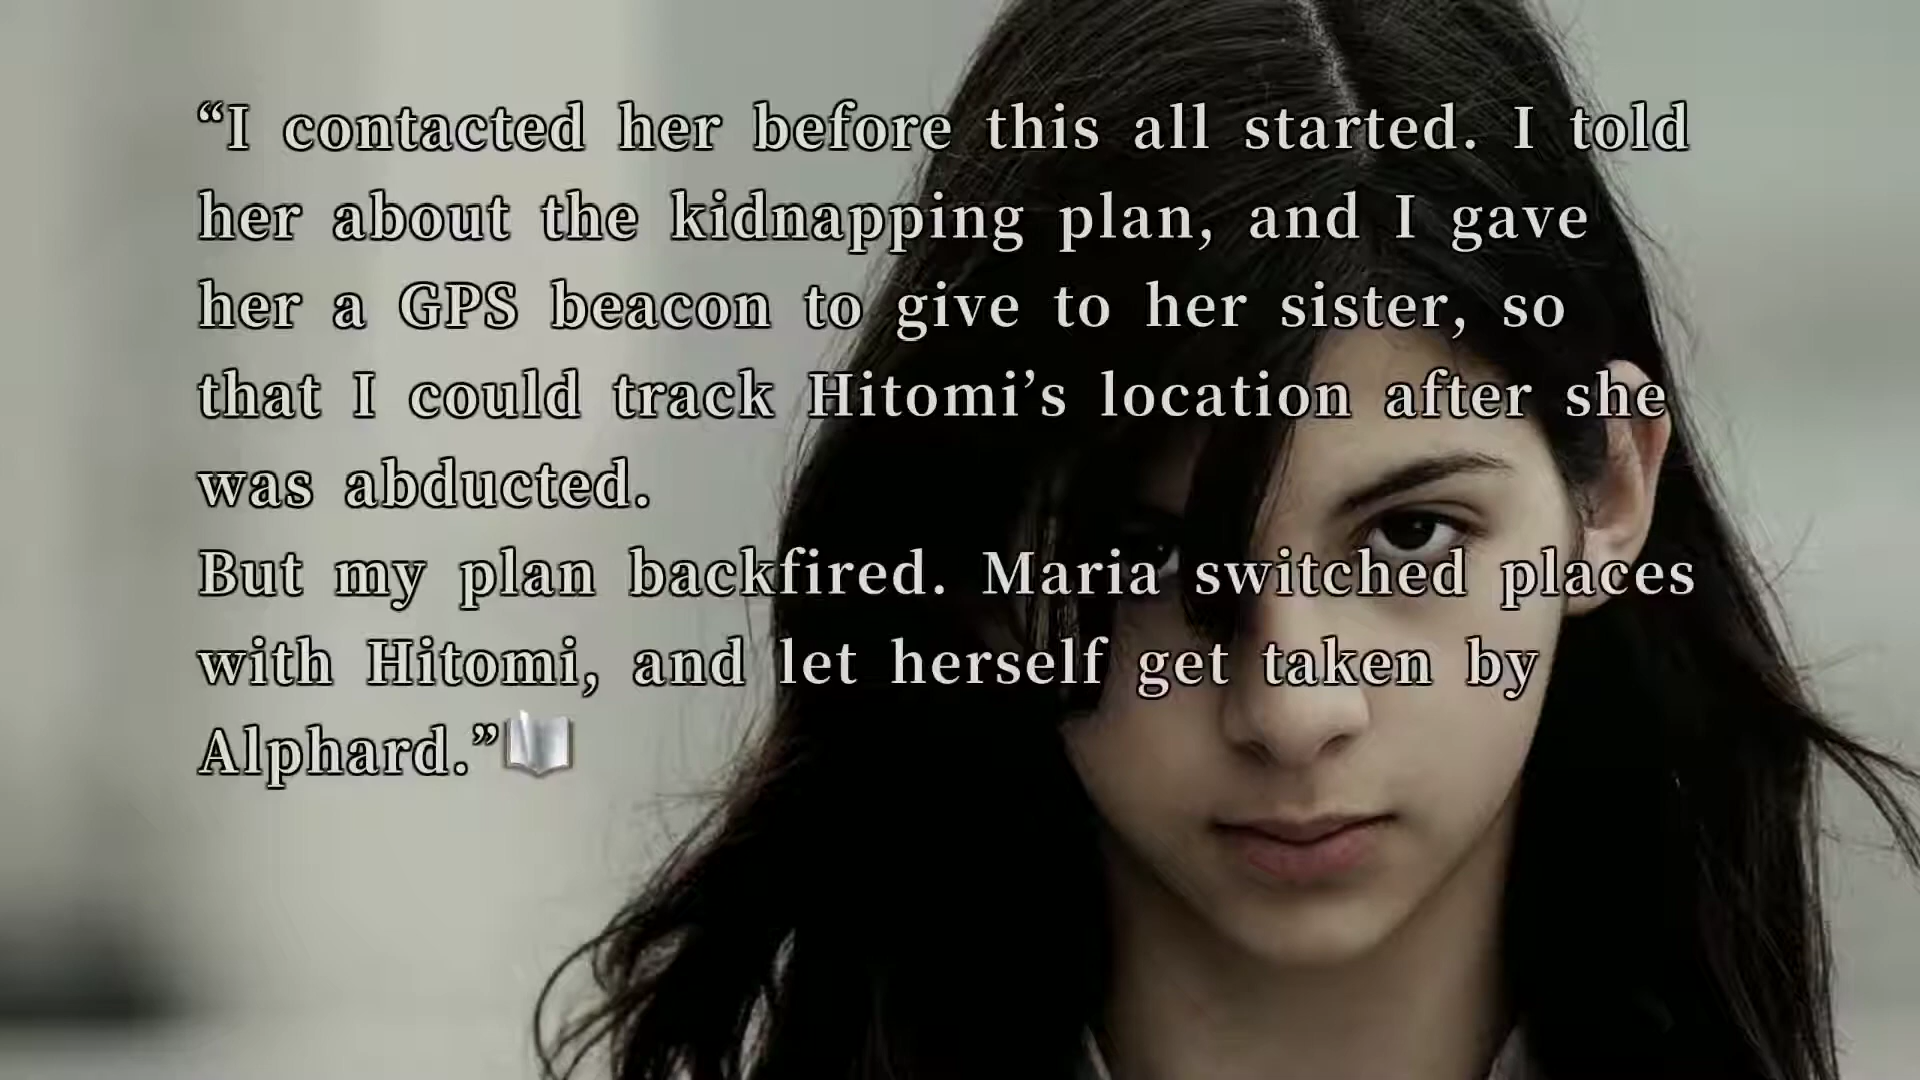 “I contacted her before this all started. I told
her about the kidnapping plan, and I gave
her a GPS beacon to give to her sister, so
that I could track Hitomi’s location after she
was abducted.
But my plan backfired. Maria switched places
with Hitomi, and let herself get taken by
Alphard.”